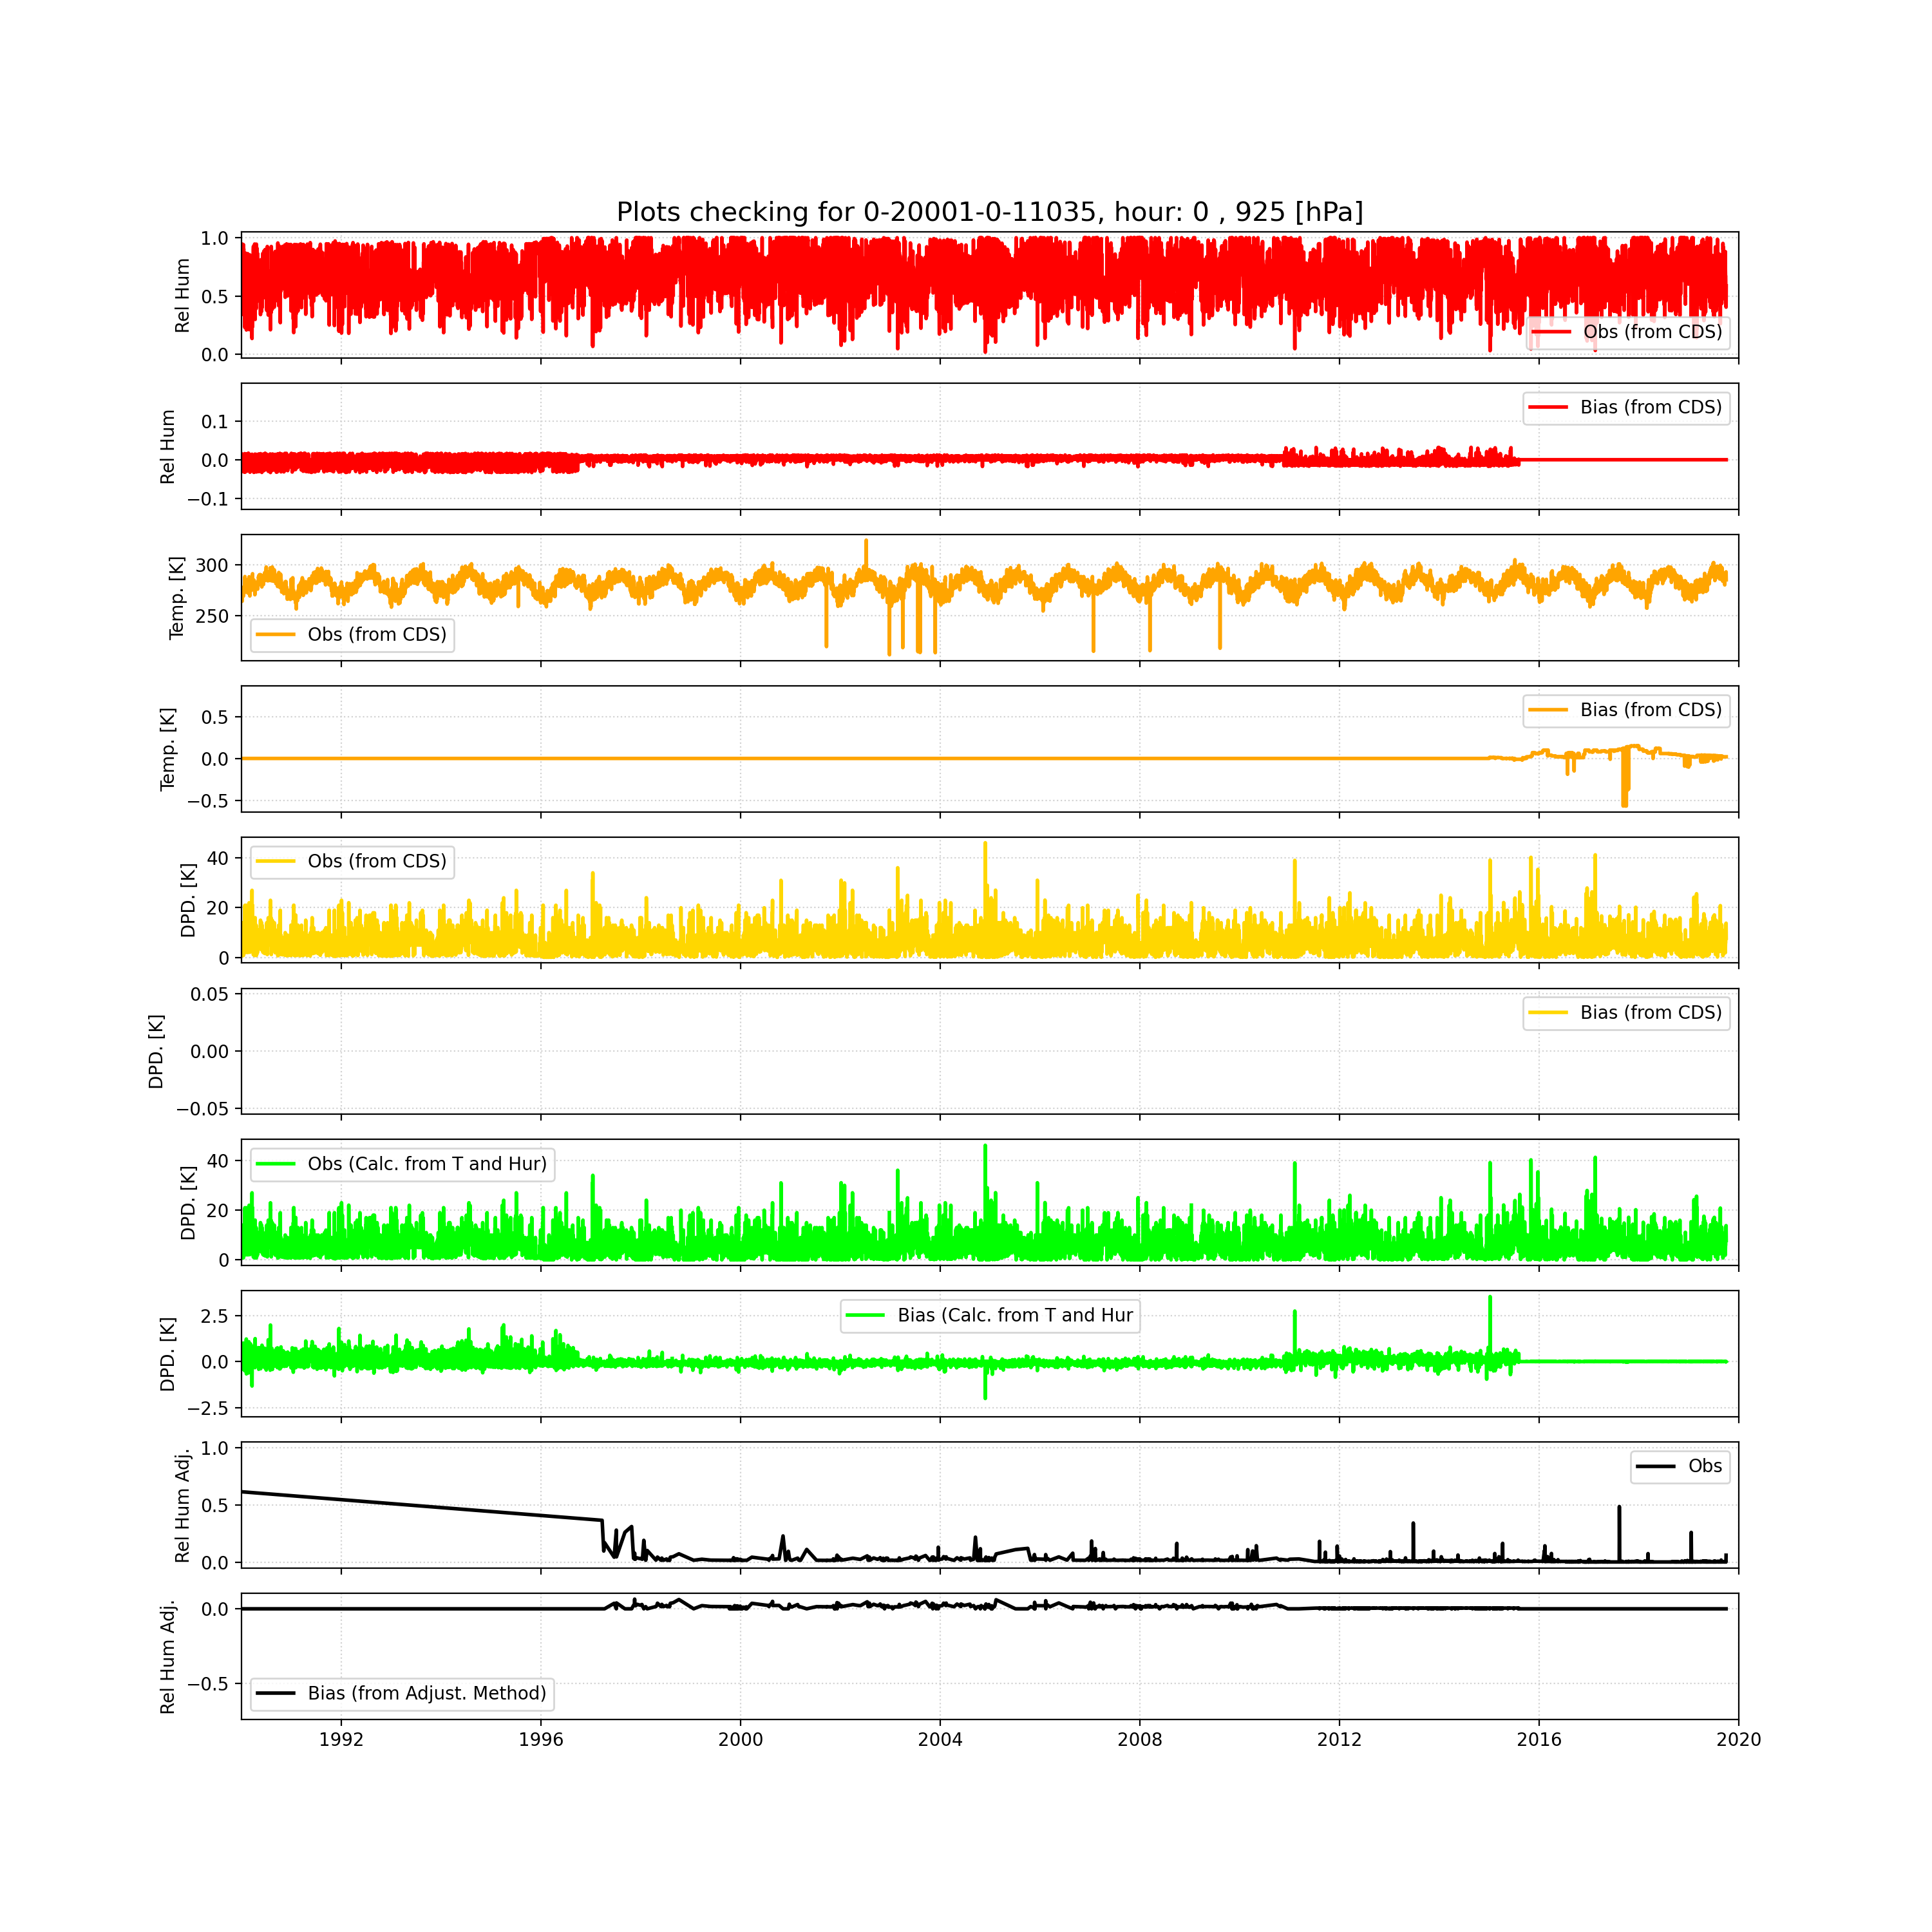 Plots checking for 0-20001-0-11035, hour: 0 , 925 [hPa]
1.0
0.5
0.0
Rel Hum
Obs (from CDS)
0.1
0.0
−0.1
Rel Hum
Bias (from CDS)
300
250
Temp. [K]
Obs (from CDS)
0.5
0.0
−0.5
Temp. [K]
Bias (from CDS)
40
20
0
DPD. [K]
Obs (from CDS)
0.05
0.00
−0.05
DPD. [K]
Bias (from CDS)
40
20
0
DPD. [K]
Obs (Calc. from T and Hur)
2.5
0.0
−2.5
DPD. [K]
Bias (Calc. from T and Hur
1.0
0.5
0.0
Rel Hum Adj.
Obs
0.0
−0.5
Rel Hum Adj.
Bias (from Adjust. Method)
1992 1996 2000 2004 2008 2012 2016 2020